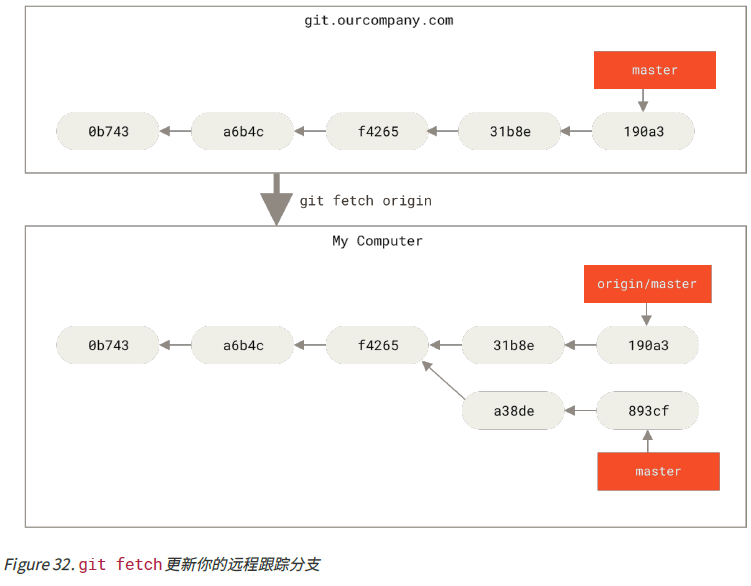 git.ourcompany.com
master
0b743 a6b4c f4265 31b8e 190a3
git fetch origin
My Computer
origin/master
0b743 a6b4c f4265 31b8e 190a3
a38de 893cf
master
Figure 32. git fetch 更新你的远程跟踪分支